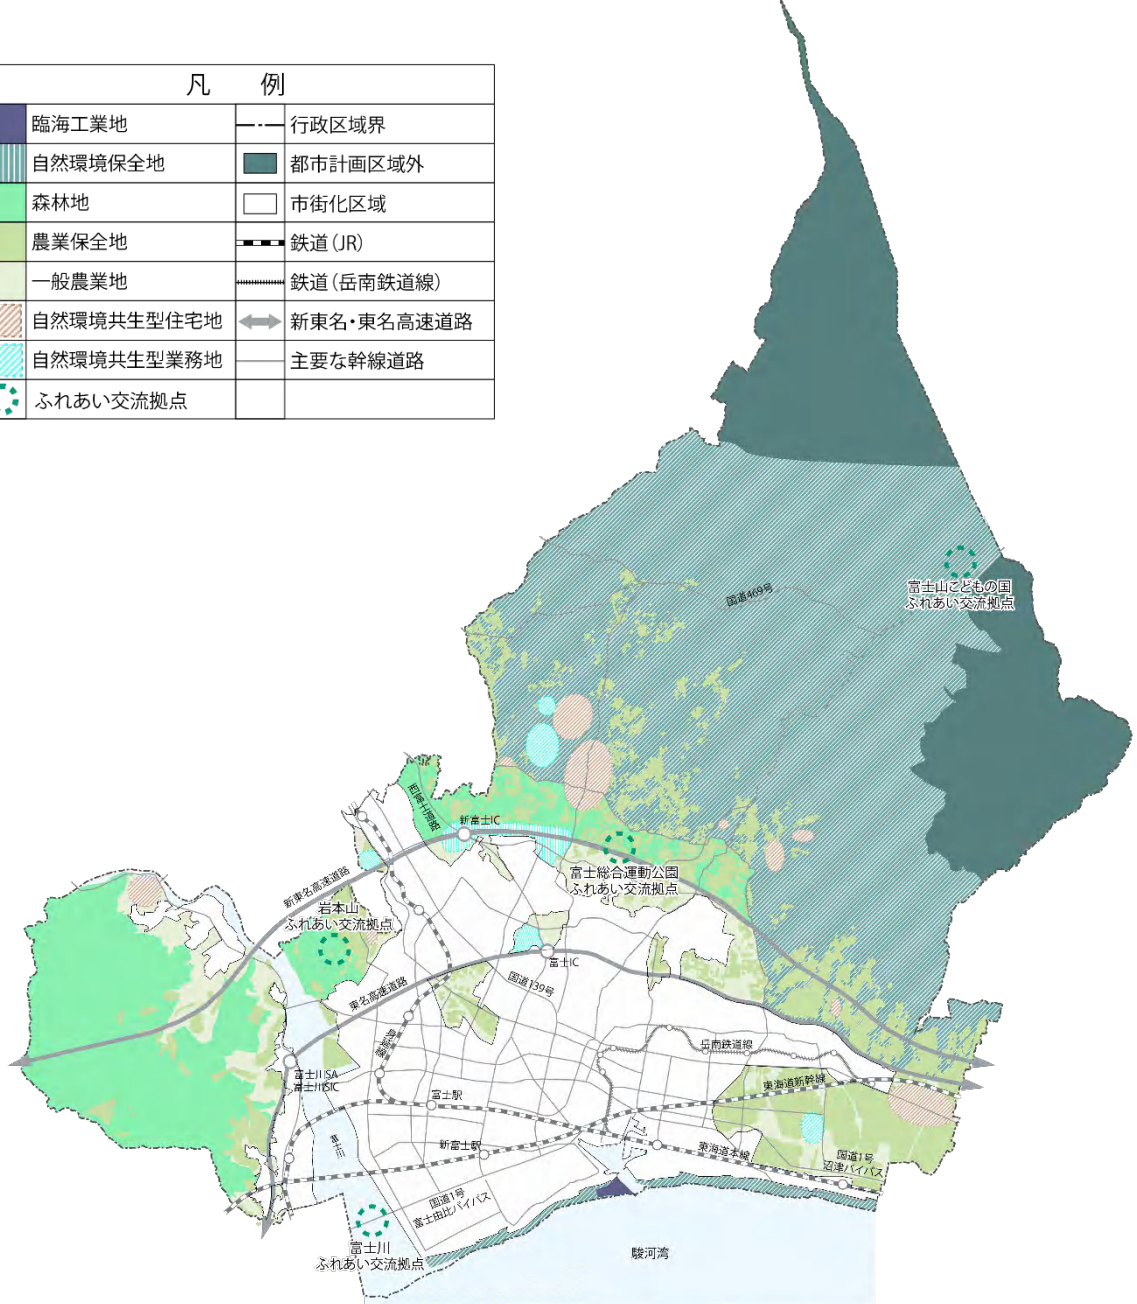 凡 例
臨海工業地
行政区域界
自然環境保全地
都市計画区域外
森林地
市街化区域
農業保全地
鉄道(JR)
一般農業地
鉄道(岳南鉄道線)
自然環境共生型住宅地
新東名・東名高速道路
自然環境共生型業務地
主要な幹線道路
ふれあい交流拠点
富士山こどもの国
ふれあい交流拠点
国道469号
西富士道路
新富士IC
富士総合運動公園
ふれあい交流拠点
新東名高速道路
岩本山
ふれあい交流拠点
富士IC
国道139号
東名高速道路
身延線
岳南鉄道線
富士川SA
富士川SIC
東海道新幹線
富士駅
富士川
新富士駅
東海道本線
国道1号
沼津バイパス
国道1号
富士由比バイパス
富士川
ふれあい交流拠点
駿河湾